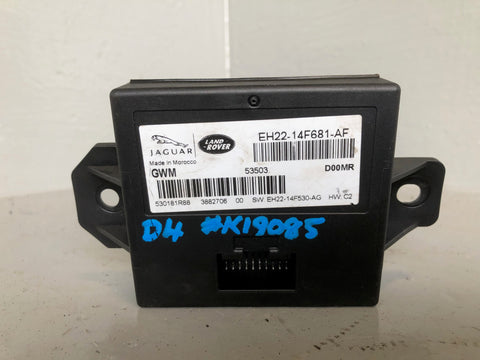 JAGUAR LAND ROVER EH22-14F681-AF
Made in Morocco
GWM 53503 D00MR
530181R88 3882706 00 SW: EH22-14F530-AG HW: C2
D4 #K19085